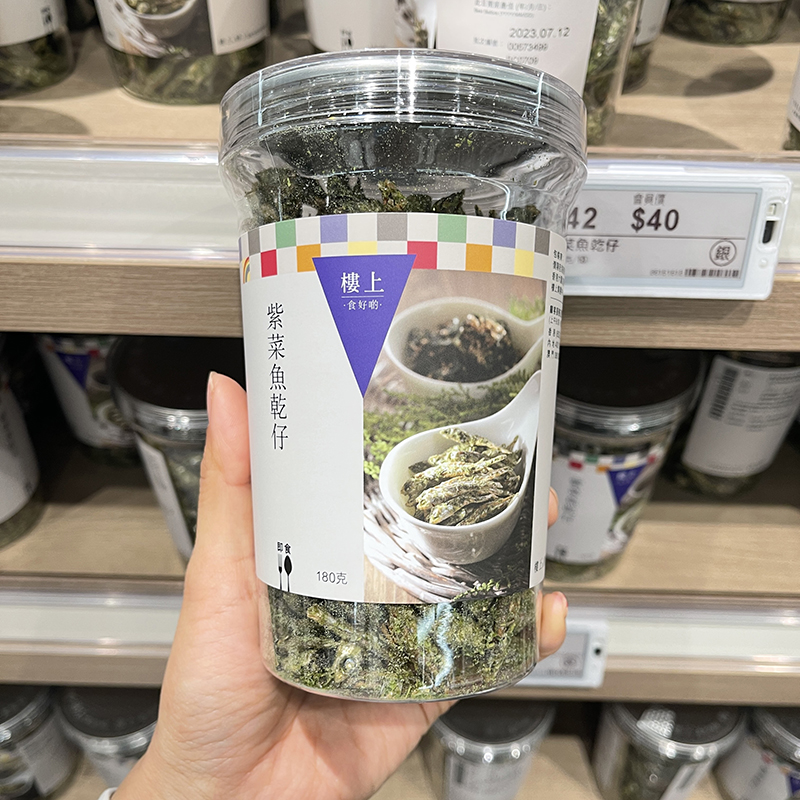 2023.07.12
00673499
會員價
42 $40
菜魚乾仔
銀
樓上
·食好啲·
紫菜魚乾仔
即食
180克